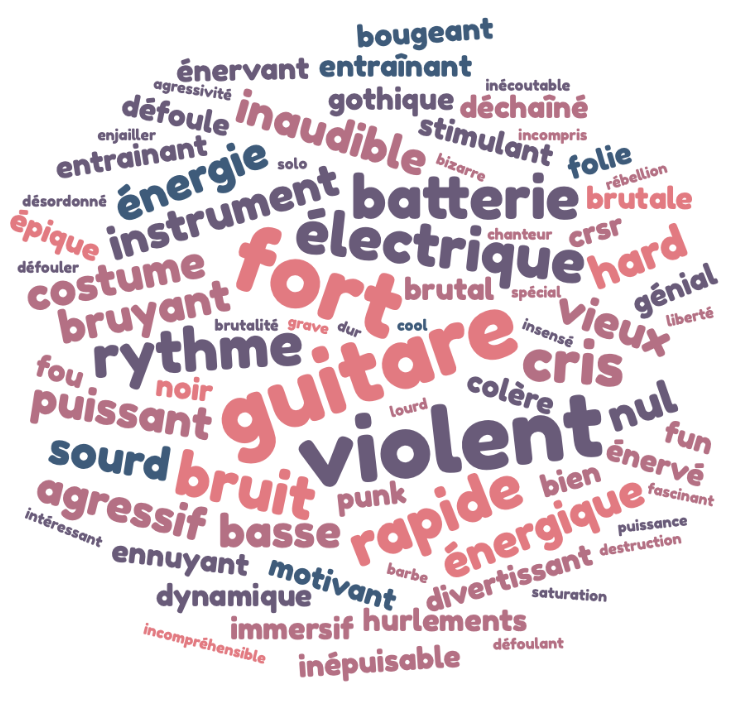 bougeant
énervant
entraînant
agressivité
inécoutable
gothique
déchaîné
défoule
inaudible
stimulant
incompris
enjailler
entrainant
énergie
solo
bizarre
folie
rébellion
désordonné
instrument
batterie
brutale
épique
électrique
chanteur
crsr
défouler
costume
fort
brutal
spécial
hard
génial
bruyant
vieux
liberté
brutalité
grave
dur
cool
insensé
rythme
guitare
cris
fou
noir
puissant
lourd
colère
nul
violent
fun
sourd
bruit
énervé
agressif
basse
punk
rapide
bien
énergique
fascinant
intéressant
puissance
ennuyant
motivant
barbe
divertissant
destruction
dynamique
saturation
incompréhensible
immersif
hurlements
défoulant
inépuisable